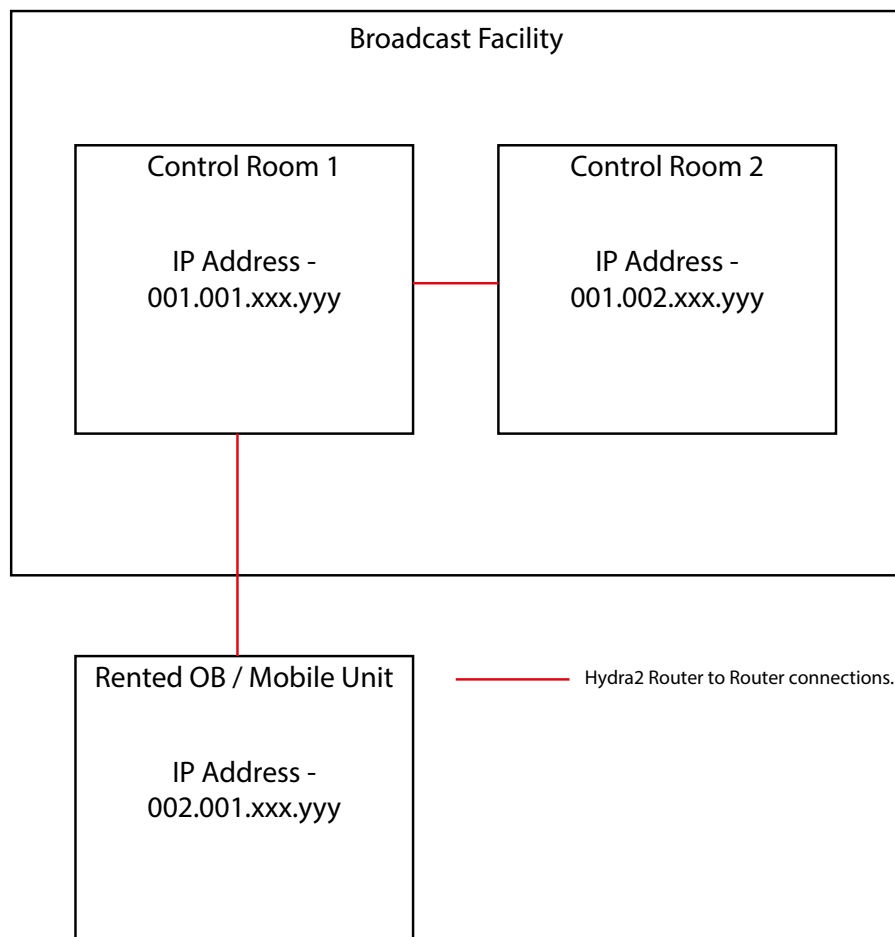 Broadcast Facility
Control Room 1
IP Address -
001.001.xxx.yyy
Control Room 2
IP Address -
001.002.xxx.yyy
Rented OB / Mobile Unit
IP Address -
002.001.xxx.yyy
Hydra2 Router to Router connections.